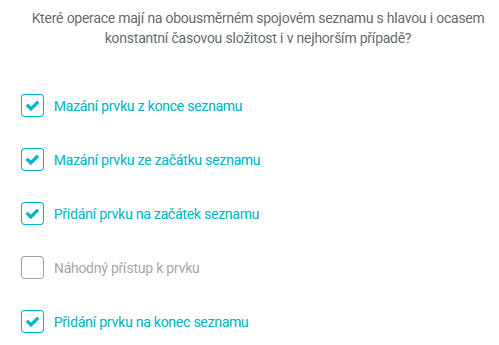 Které operace mají na obousměrném spojovém seznamu s hlavou i ocasem
konstantní časovou složitost i v nejhorším případě?
Mazání prvku z konce seznamu
Mazání prvku ze začátku seznamu
Přidání prvku na začátek seznamu
Náhodný přístup k prvku
Přidání prvku na konec seznamu